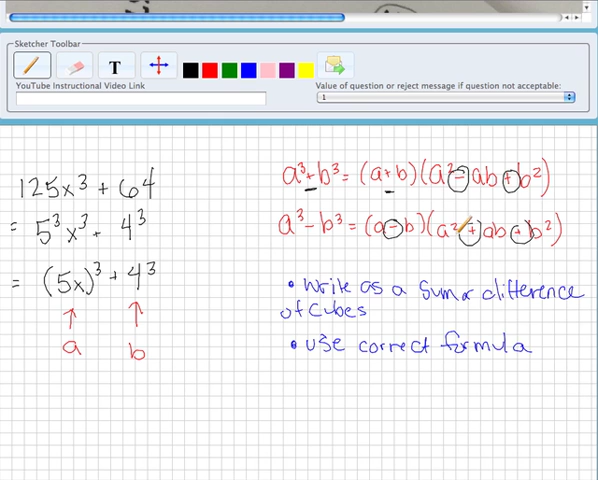 Sketcher Toolbar
T
YouTube Instructional Video Link
Value of question or reject message if question not acceptable:
1
125x³ + 64
= 5³x³ + 4³
= (5x)³ + 4³
a b
a³ + b³ = (a + b)(a² − ab + b²)
a³ − b³ = (a − b)(a² + ab + b²)
• Write as a sum or difference
of Cubes
• Use correct formula